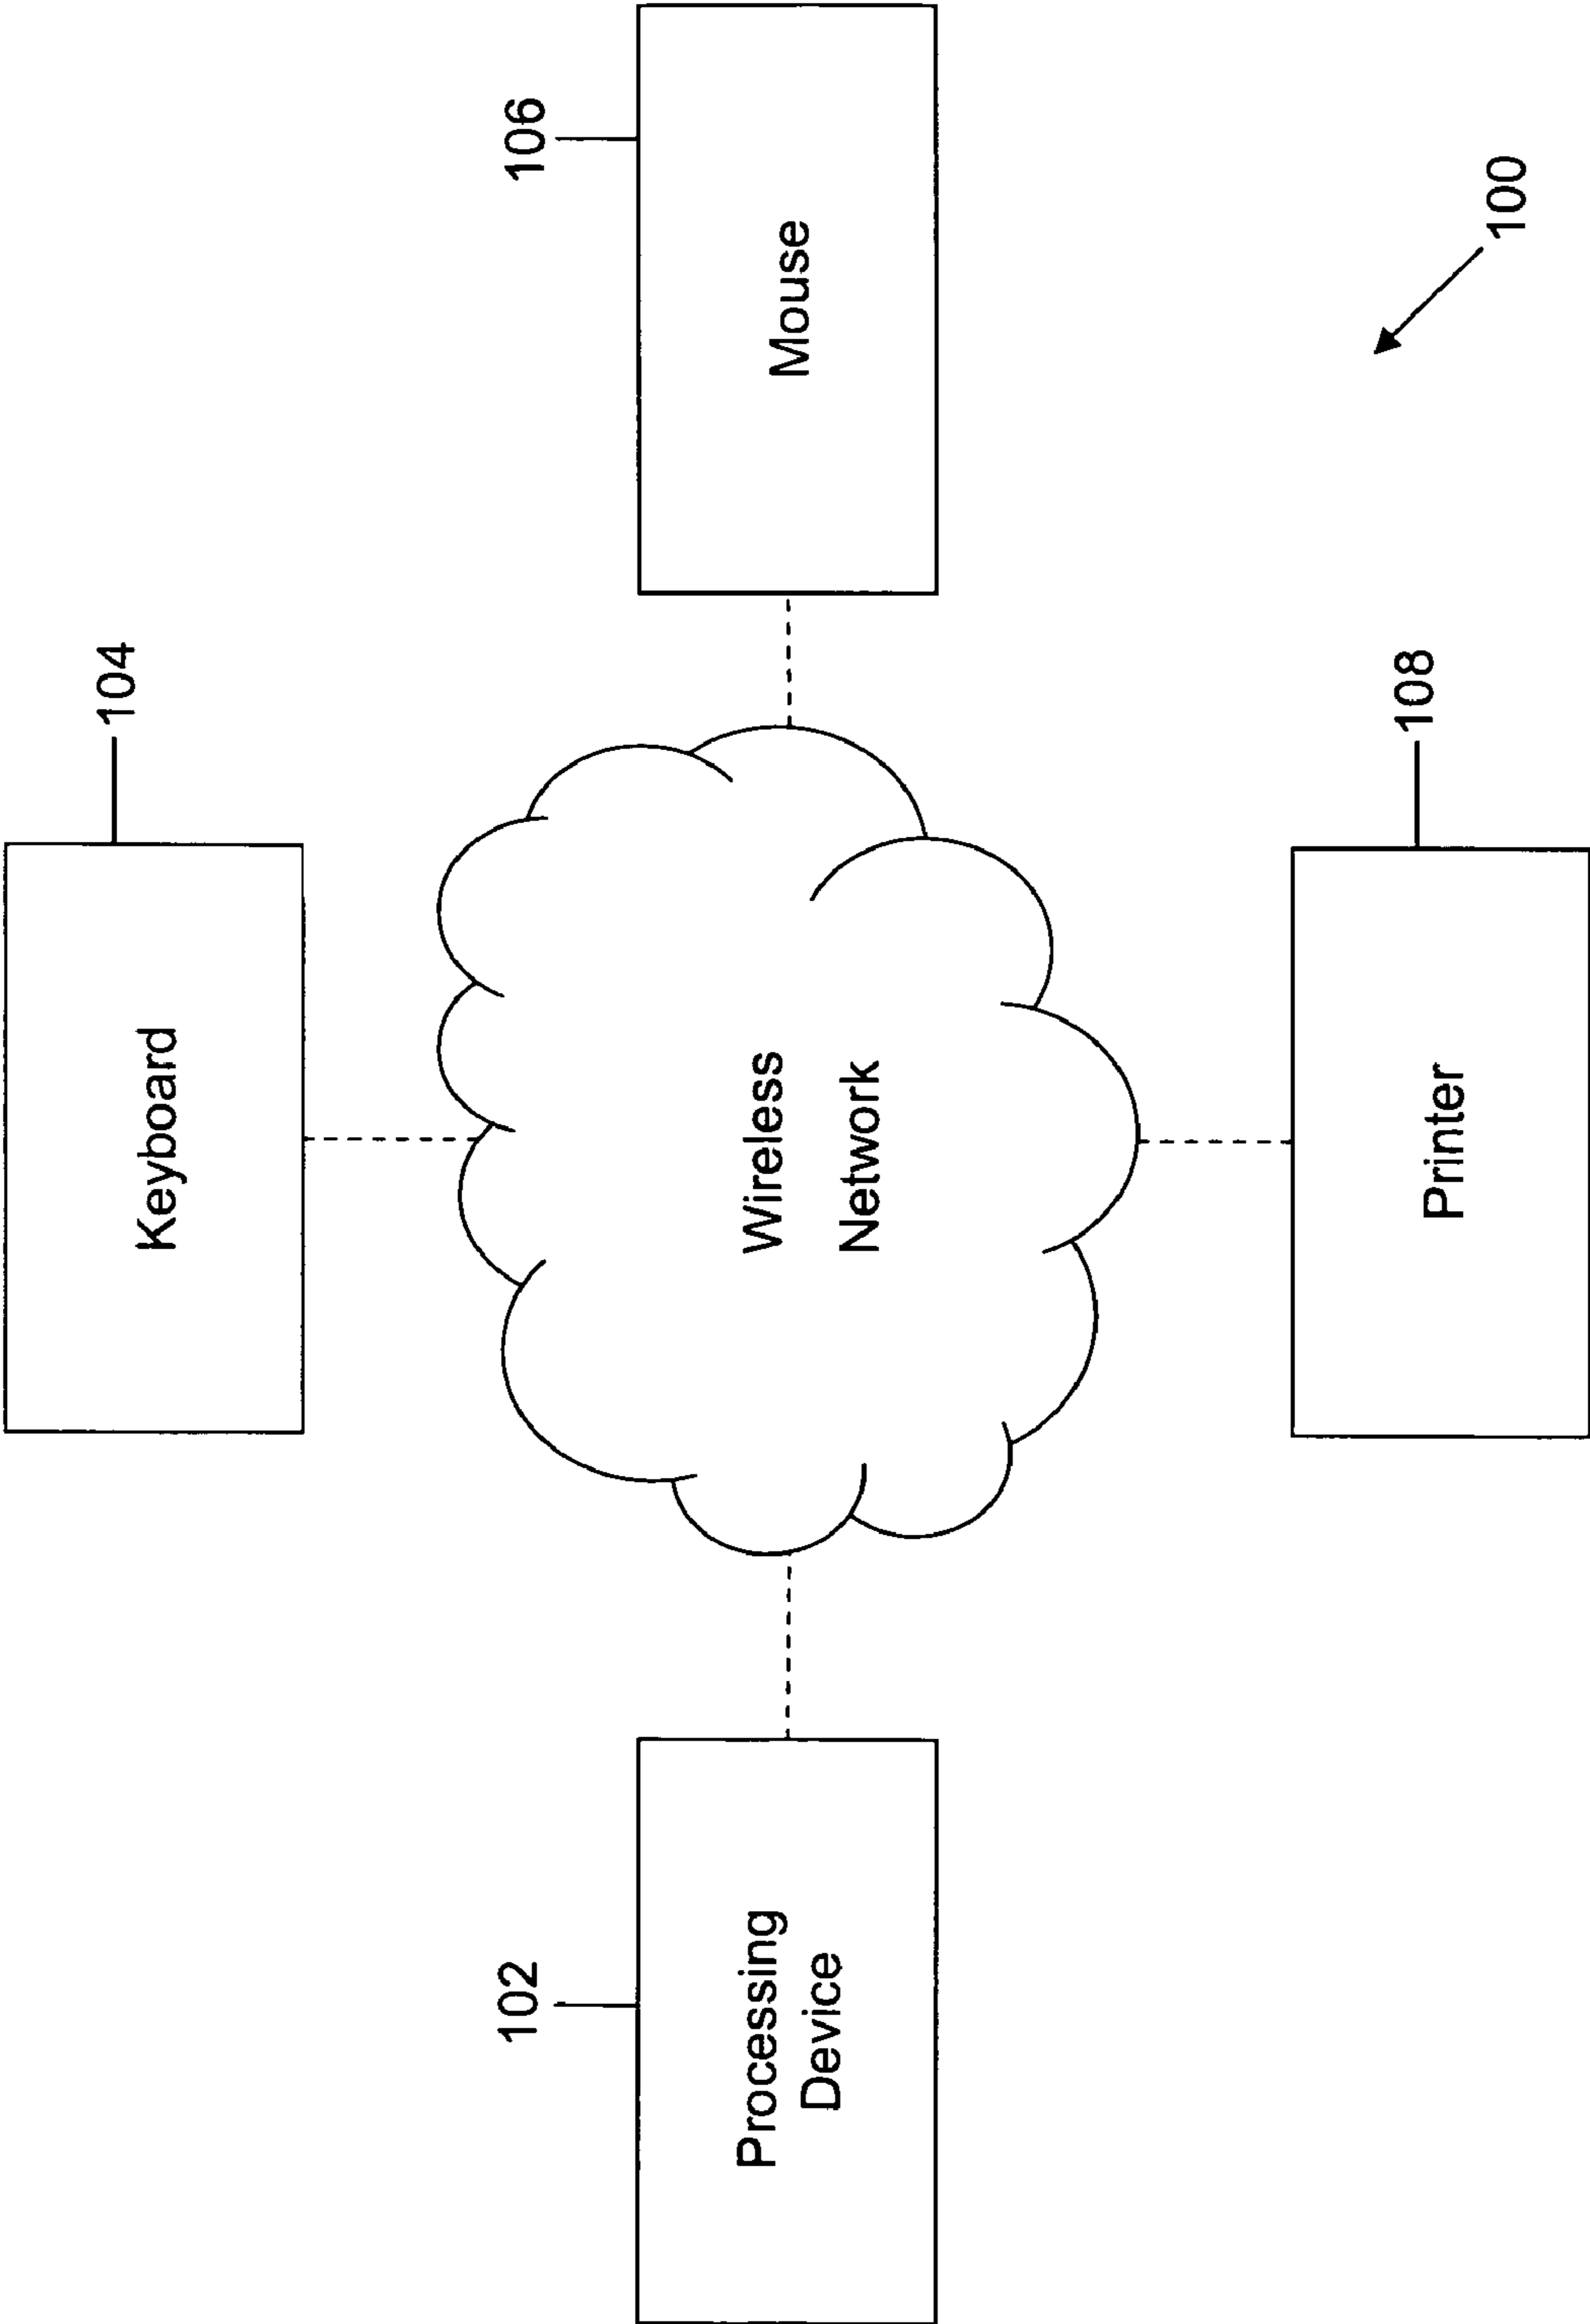 104
Keyboard
102
106
Processing
Device
Wireless
Network
Mouse
108
Printer
100